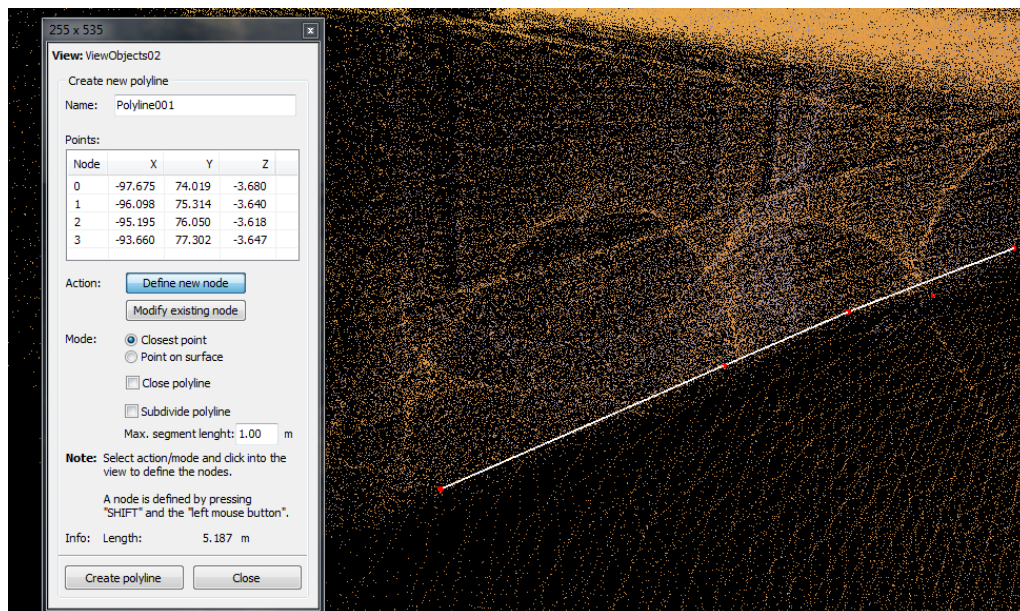 255 x 535
x
View: ViewObjects02
Create new polyline
Name: Polyline001
Points:
Node X Y Z
0 -97.675 74.019 -3.680
1 -96.098 75.314 -3.640
2 -95.195 76.050 -3.618
3 -93.660 77.302 -3.647
Action: Define new node
Modify existing node
Mode: Closest point
Point on surface
Close polyline
Subdivide polyline
Max. segment lenght: 1.00 m
Note: Select action/mode and click into the
view to define the nodes.
A node is defined by pressing
"SHIFT" and the "left mouse button".
Info: Length: 5.187 m
Create polyline Close